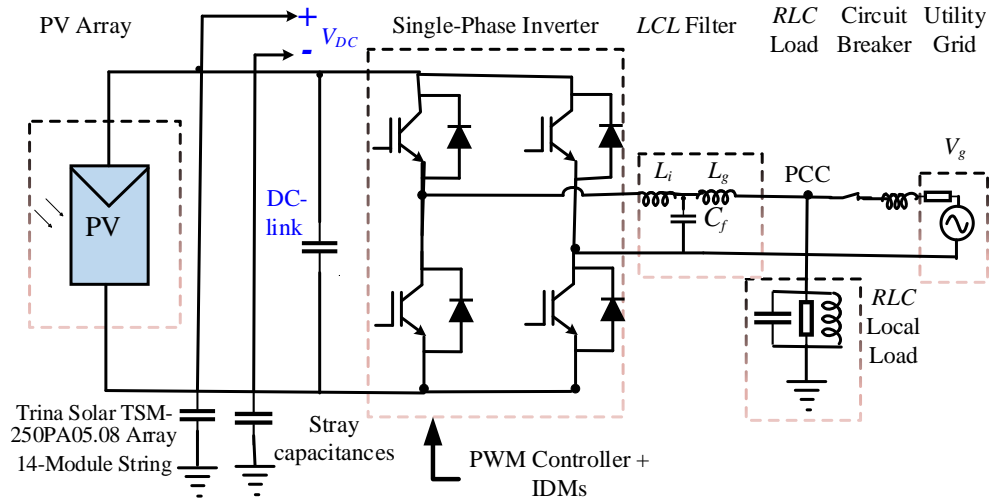 PV Array
+
-
V_DC
Single-Phase Inverter
LCL Filter
RLC
Load
Circuit
Breaker
Utility
Grid
PV
DC-
link
L_i
L_g
C_f
PCC
V_g
RLC
Local
Load
Trina Solar TSM-
250PA05.08 Array
14-Module String
Stray
capacitances
PWM Controller +
IDMs